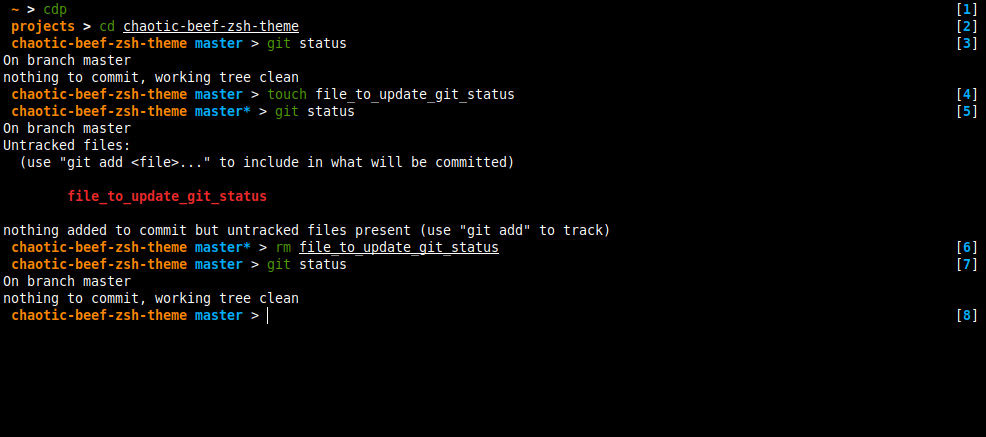 ~ > cdp [1]
projects > cd chaotic-beef-zsh-theme [2]
chaotic-beef-zsh-theme master > git status [3]
On branch master
nothing to commit, working tree clean
chaotic-beef-zsh-theme master > touch file_to_update_git_status [4]
chaotic-beef-zsh-theme master* > git status [5]
On branch master
Untracked files:
(use "git add <file>..." to include in what will be committed)
file_to_update_git_status
nothing added to commit but untracked files present (use "git add" to track)
chaotic-beef-zsh-theme master* > rm file_to_update_git_status [6]
chaotic-beef-zsh-theme master > git status [7]
On branch master
nothing to commit, working tree clean
chaotic-beef-zsh-theme master > [8]